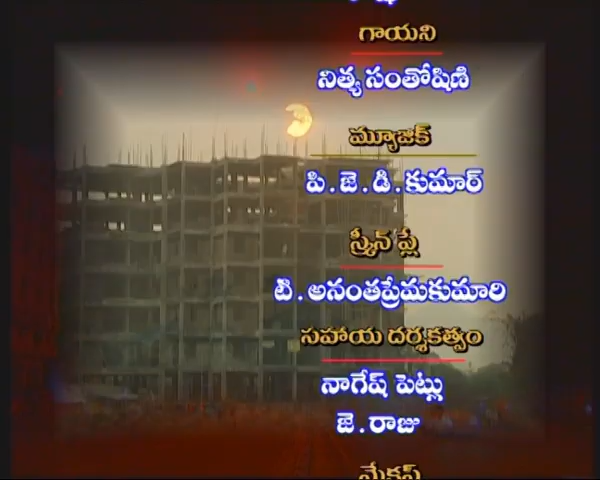 గాయని
నిత్య సంతోషిణి
మ్యూజిక్
పి.జె.డి.కుమార్
స్క్రీన్ ప్లే
టి.అనంతప్రేమకుమారి
సహాయ దర్శకత్వం
నాగేష్ పెట్లు
జె.రాజు
మేకప్